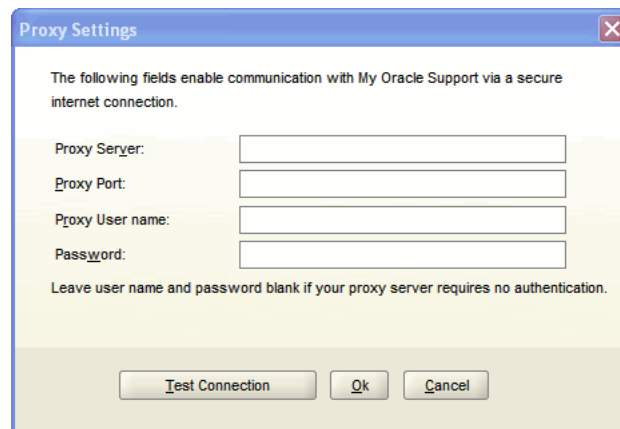 Proxy Settings
The following fields enable communication with My Oracle Support via a secure
internet connection.
Proxy Server:
Proxy Port:
Proxy User name:
Password:
Leave user name and password blank if your proxy server requires no authentication.
Test Connection Ok Cancel